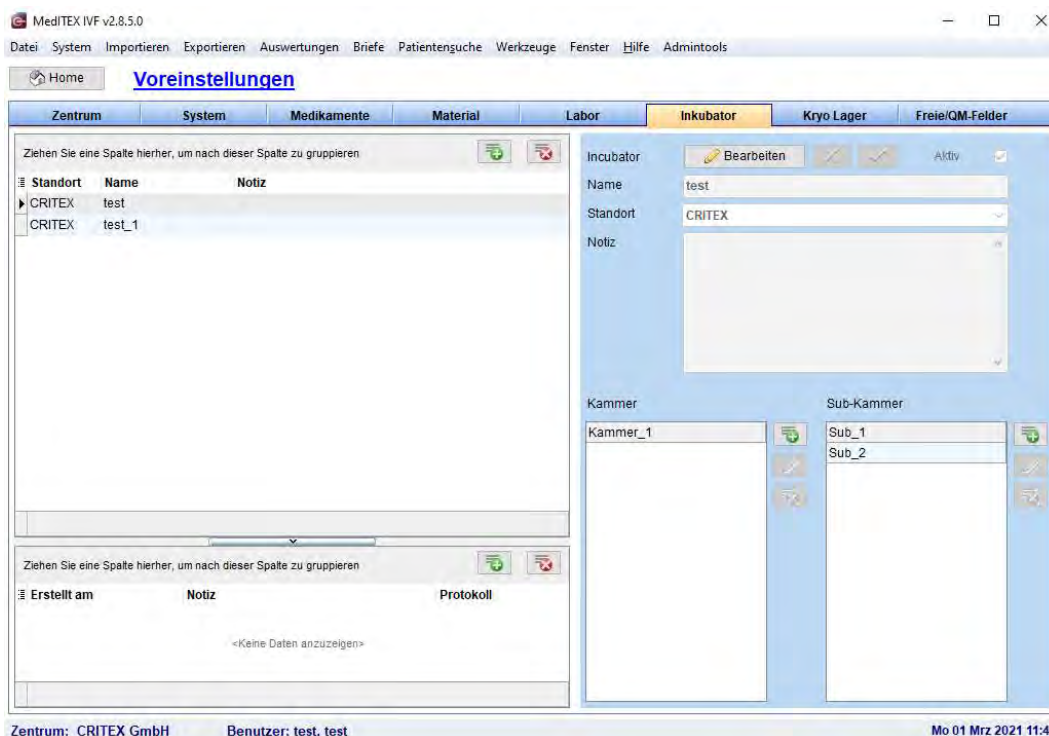 MedITEX IVF v2.8.5.0
Datei System Importieren Exportieren Auswertungen Briefe Patientensuche Werkzeuge Fenster Hilfe Admintools
Home Voreinstellungen
Zentrum System Medikamente Material Labor Inkubator Kryo Lager Freie/QM-Felder
Ziehen Sie eine Spalte hierher, um nach dieser Spalte zu gruppieren
Standort Name Notiz
CRITEX test
CRITEX test_1
Ziehen Sie eine Spalte hierher, um nach dieser Spalte zu gruppieren
Erstellt am Notiz Protokoll
<Keine Daten anzuzeigen>
Incubator Bearbeiten Aktiv
Name test
Standort CRITEX
Notiz
Kammer Sub-Kammer
Kammer_1 Sub_1
Sub_2
Zentrum: CRITEX GmbH Benutzer: test, test Mo 01 Mrz 2021 11:4